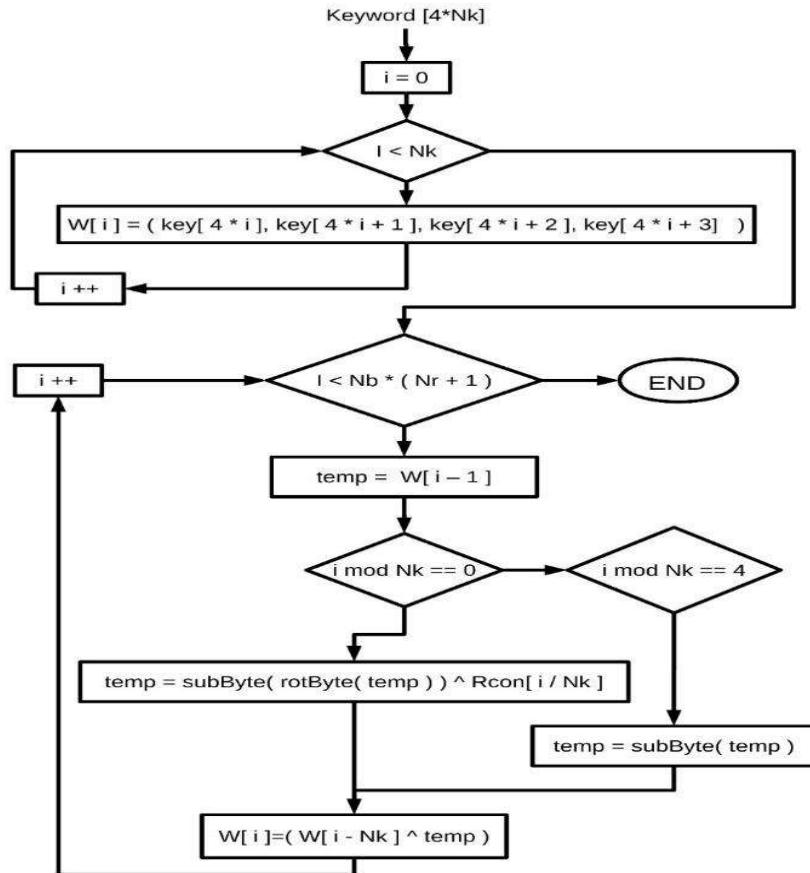 Keyword [4*Nk]
i = 0
I < Nk
W[ i ] = ( key[ 4 * i ], key[ 4 * i + 1 ], key[ 4 * i + 2 ], key[ 4 * i + 3] )
i ++
i ++
I < Nb * ( Nr + 1 )
END
temp = W[ i – 1 ]
i mod Nk == 0
i mod Nk == 4
temp = subByte( rotByte( temp ) ) ^ Rcon[ i / Nk ]
temp = subByte( temp )
W[ i ]=( W[ i - Nk ] ^ temp )